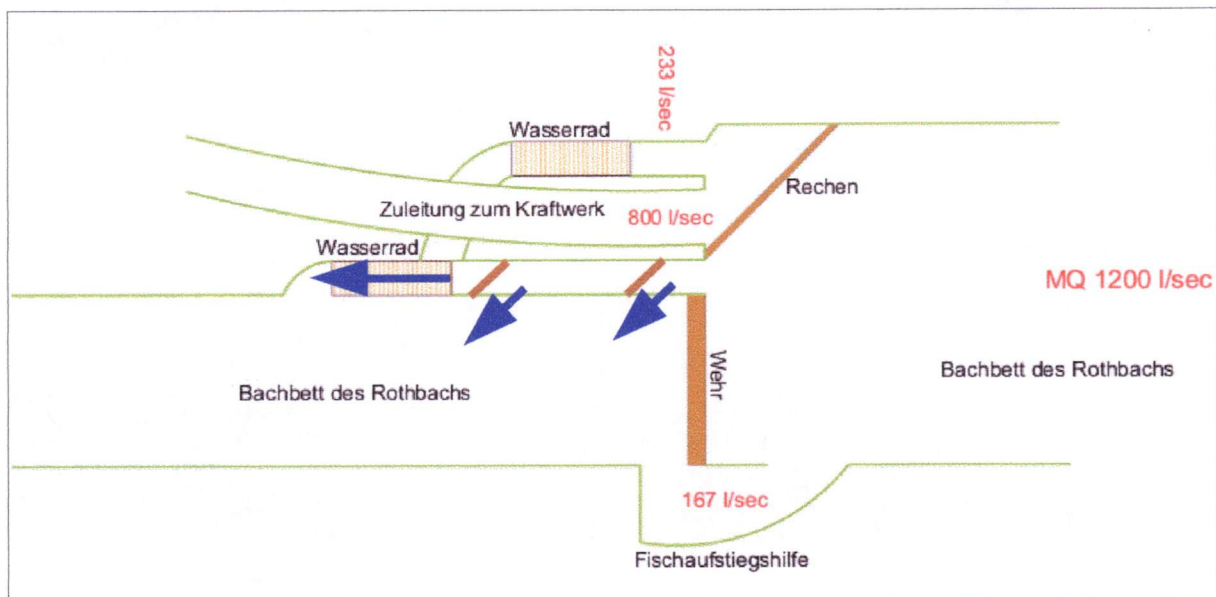 233 l/sec
Wasserrad
Rechen
Zuleitung zum Kraftwerk
800 l/sec
Wasserrad
MQ 1200 l/sec
Wehr
Bachbett des Rothbachs
Bachbett des Rothbachs
167 l/sec
Fischaufstiegshilfe